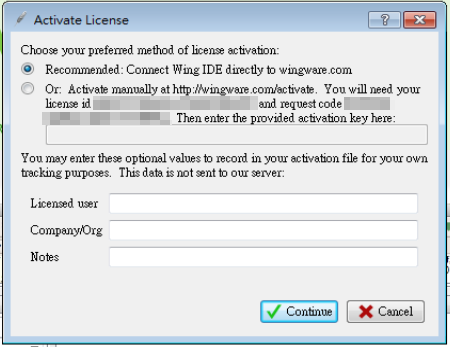 Activate License
?
Choose your preferred method of license activation:
Recommended: Connect Wing IDE directly to wingware.com
Or: Activate manually at http://wingware.com/activate. You will need your
license id and request code
Then enter the provided activation key here:
You may enter these optional values to record in your activation file for your own
tracking purposes. This data is not sent to our server:
Licensed user
Company/Org
Notes
Continue
Cancel